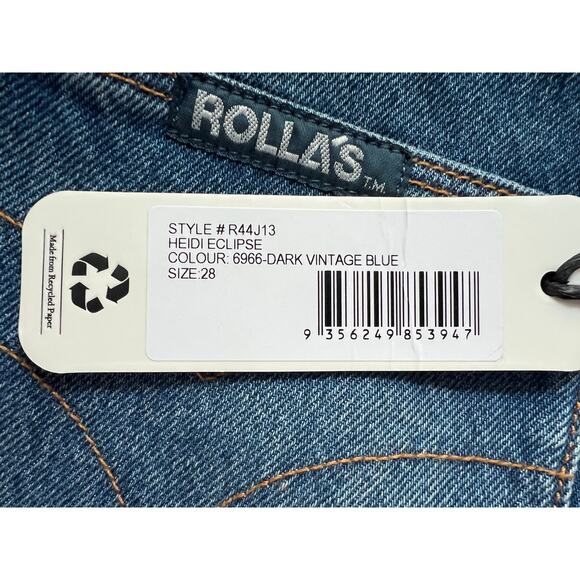 ROLLA'S T.M.
STYLE # R44J13
HEIDI ECLIPSE
COLOUR: 6966-DARK VINTAGE BLUE
SIZE:28
9 356249 853947
Made from Recycled Paper